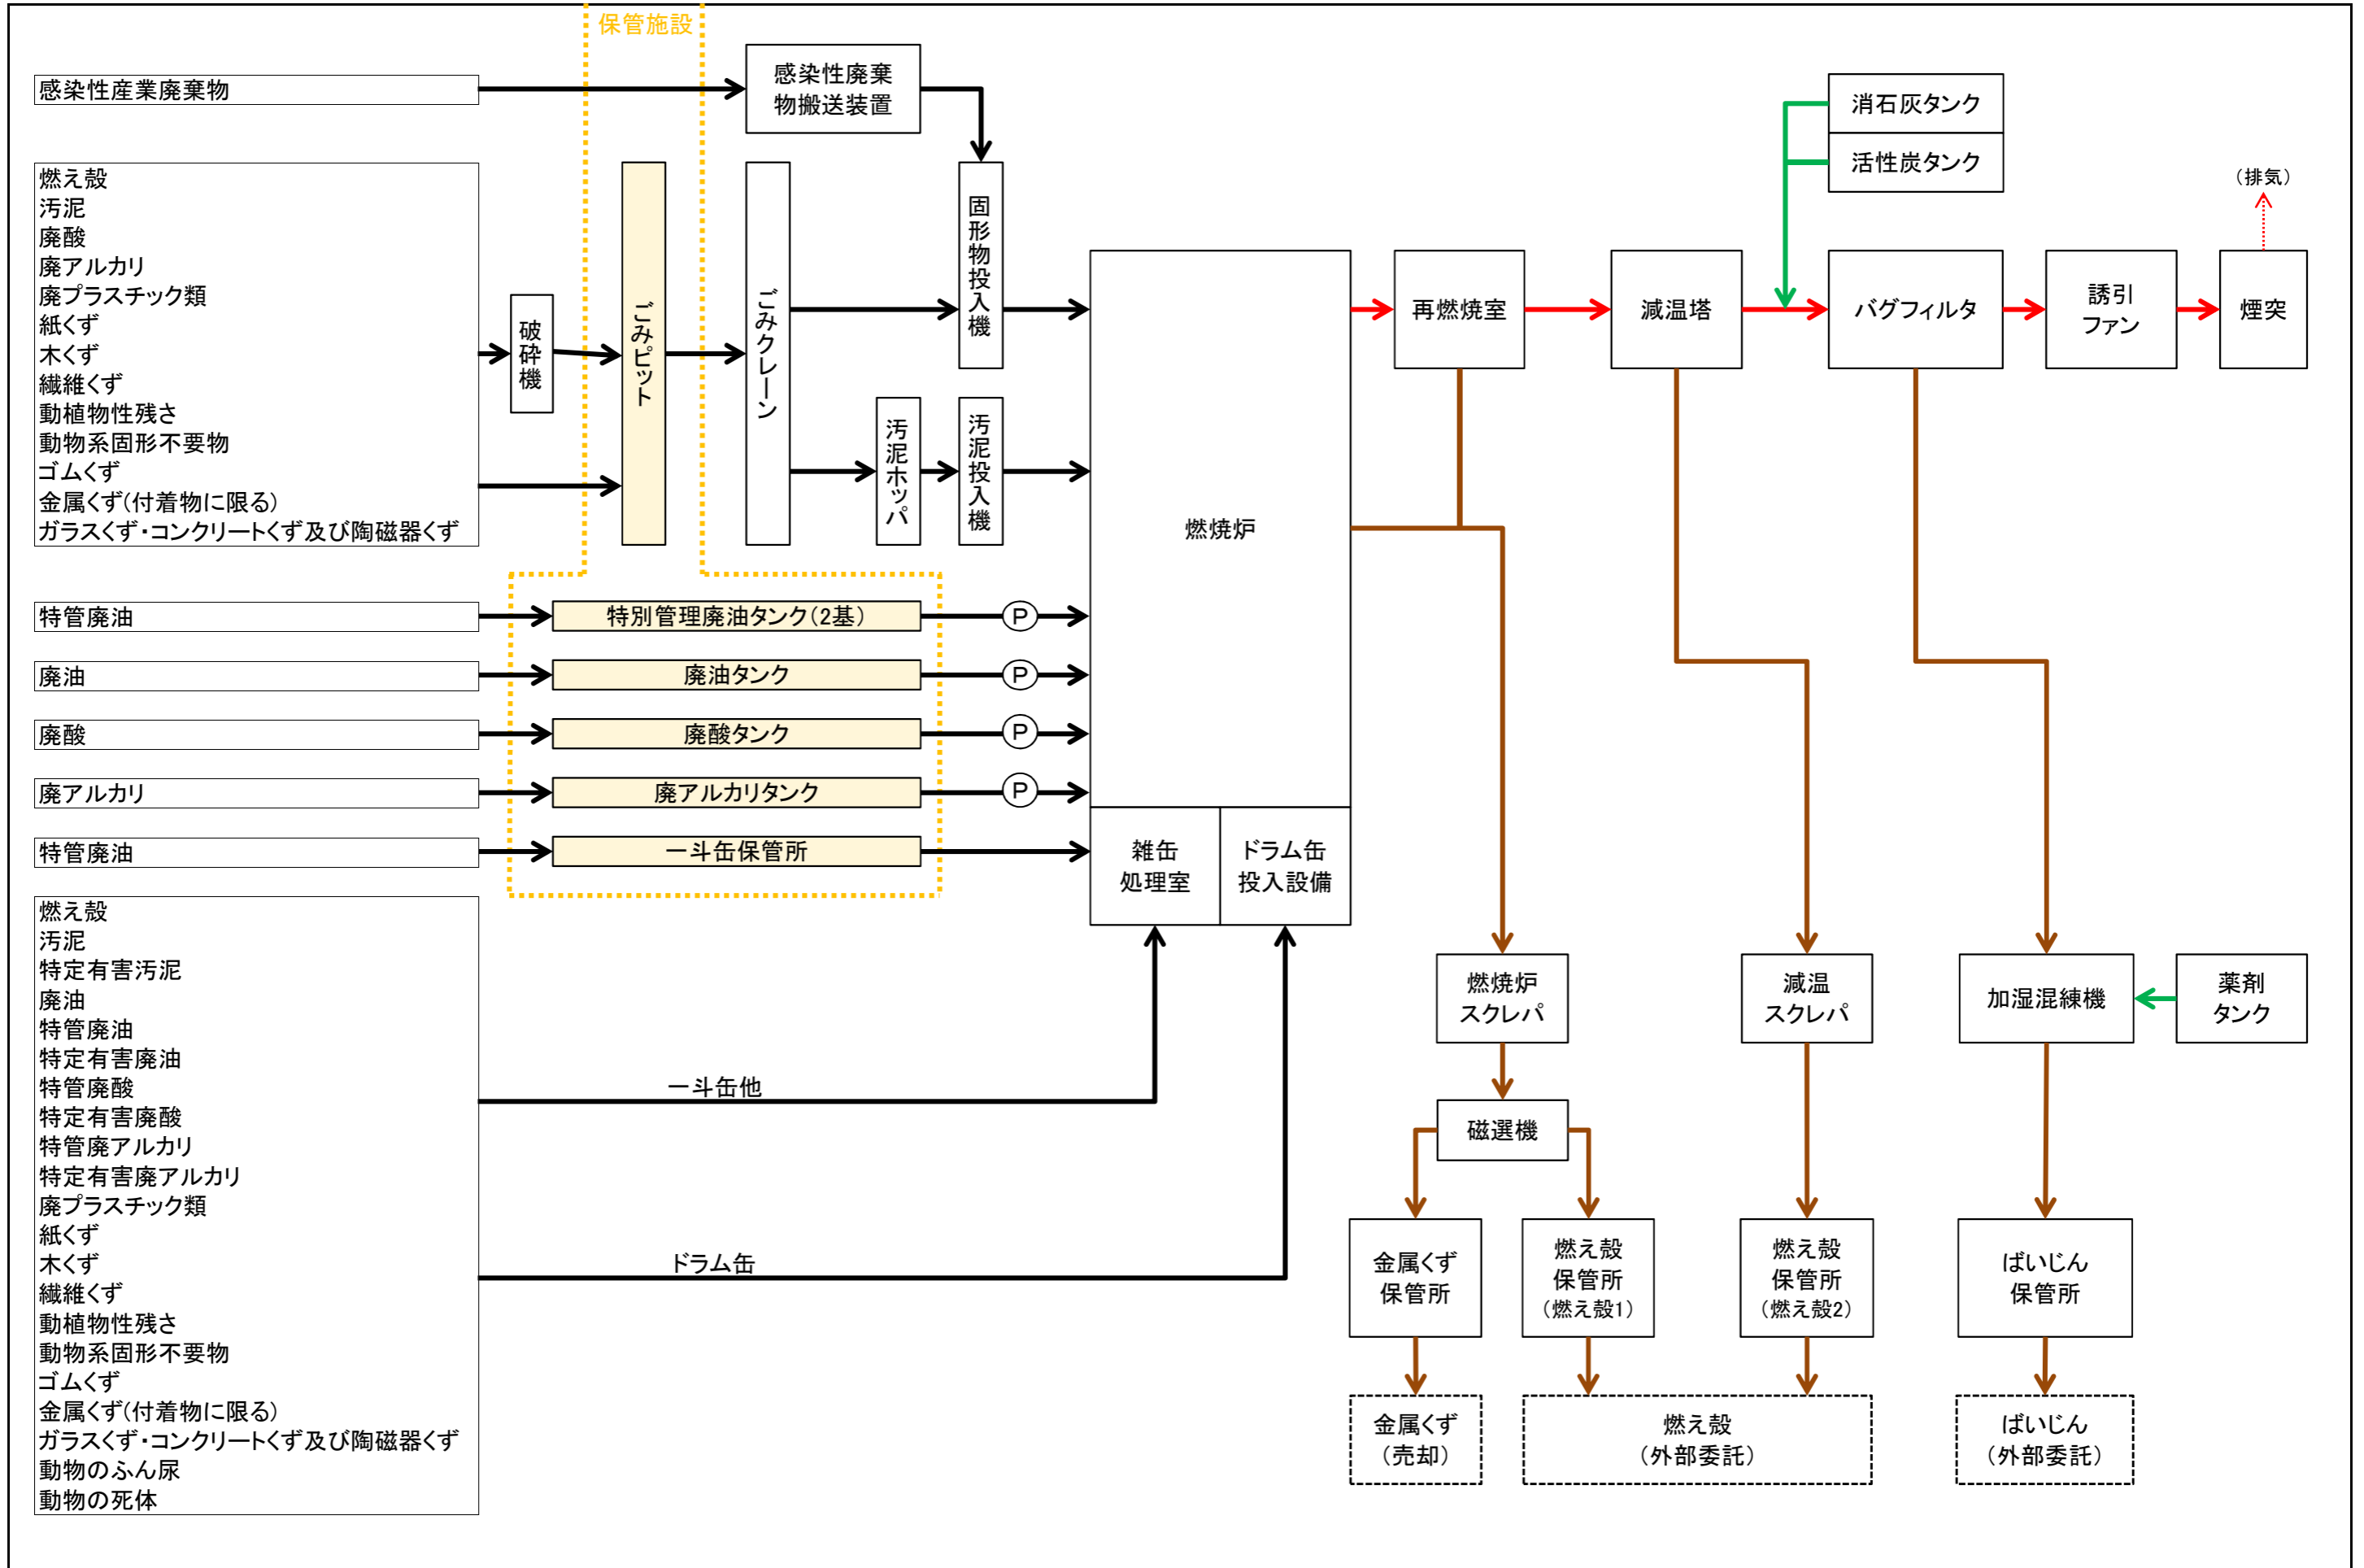 保管施設
感染性産業廃棄物
感染性廃棄
物搬送装置
燃え殻
汚泥
廃酸
廃アルカリ
廃プラスチック類
紙くず
木くず
繊維くず
動植物性残さ
動物系固形不要物
ゴムくず
金属くず(付着物に限る)
ガラスくず・コンクリートくず及び陶磁器くず
破砕機
ごみピット
ごみクレーン
固形物投入機
汚泥ホッパ
汚泥投入機
特管廃油
特別管理廃油タンク(2基)
P
廃油
廃油タンク
P
廃酸
廃酸タンク
P
廃アルカリ
廃アルカリタンク
P
特管廃油
一斗缶保管所
燃焼炉
雑缶
処理室
ドラム缶
投入設備
燃え殻
汚泥
特定有害汚泥
廃油
特管廃油
特定有害廃油
特管廃酸
特定有害廃酸
特管廃アルカリ
特定有害廃アルカリ
廃プラスチック類
紙くず
木くず
繊維くず
動植物性残さ
動物系固形不要物
ゴムくず
金属くず(付着物に限る)
ガラスくず・コンクリートくず及び陶磁器くず
動物のふん尿
動物の死体
一斗缶他
ドラム缶
再燃焼室
減温塔
消石灰タンク
活性炭タンク
バグフィルタ
誘引
ファン
煙突
(排気)
燃焼炉
スクレパ
減温
スクレパ
加湿混練機
薬剤
タンク
磁選機
金属くず
保管所
燃え殻
保管所
(燃え殻1)
燃え殻
保管所
(燃え殻2)
ばいじん
保管所
金属くず
(売却)
燃え殻
(外部委託)
ばいじん
(外部委託)